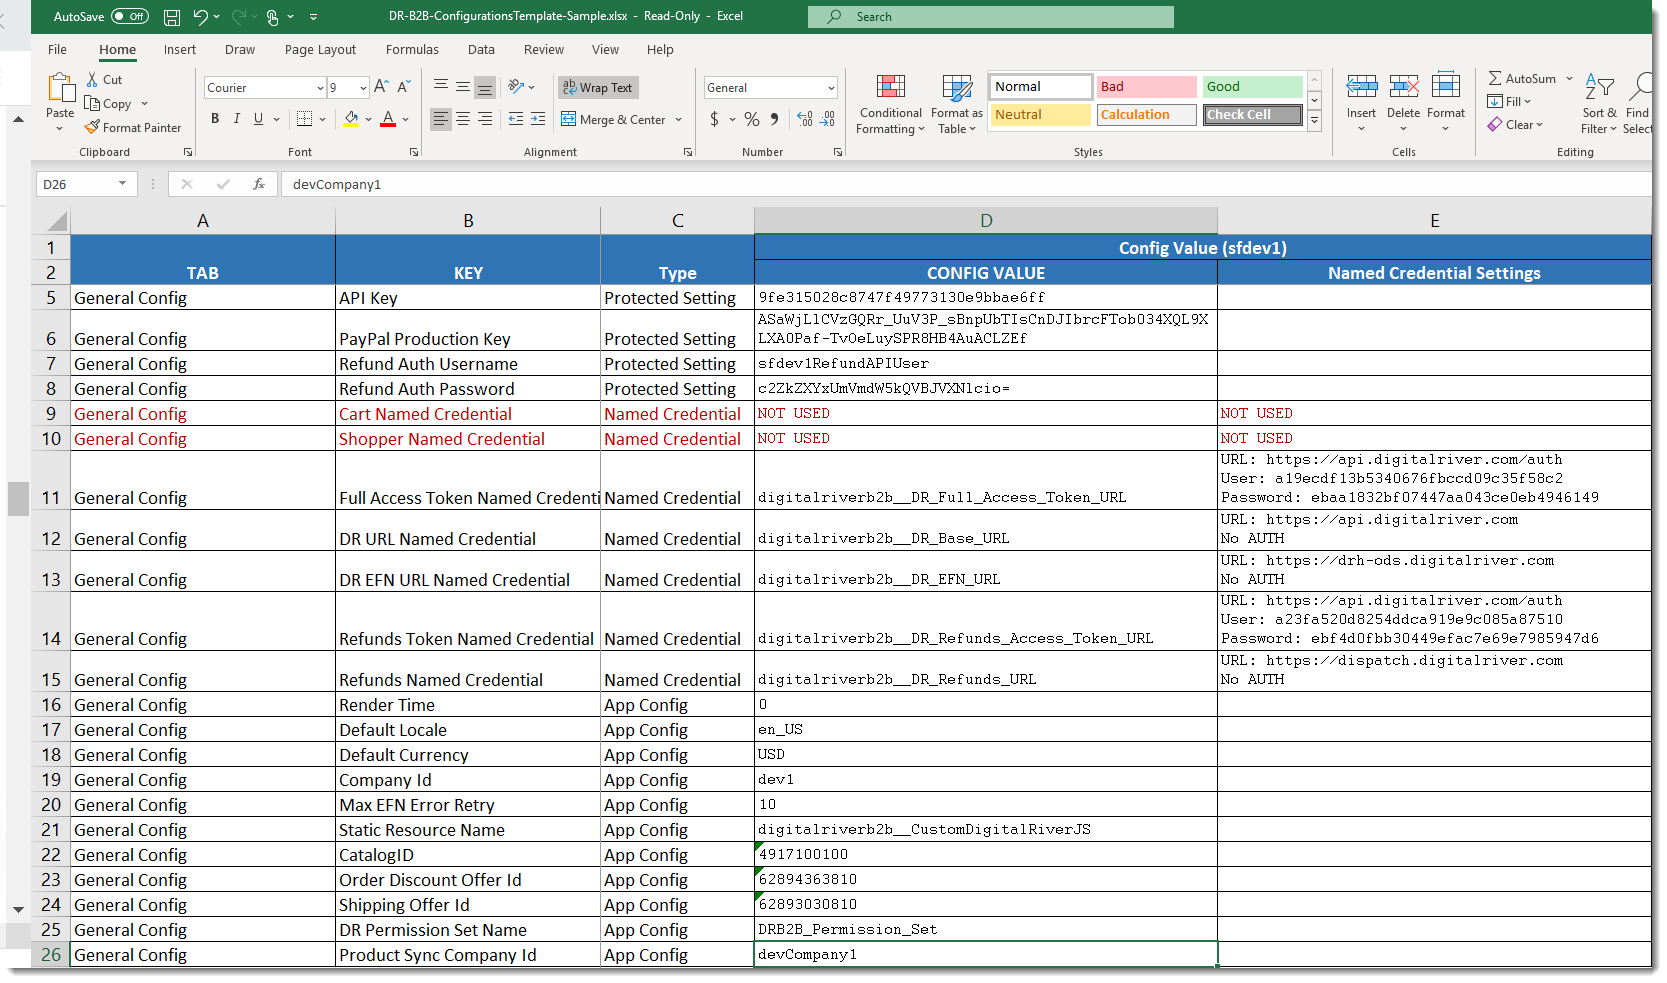 AutoSave Off DR-B2B-ConfigurationsTemplate-Sample.xlsx - Read-Only - Excel Search
File Home Insert Draw Page Layout Formulas Data Review View Help
Paste Cut Copy Format Painter Clipboard
Courier 9 A^ A˅ B I U A Font
ab Wrap Text Merge & Center Alignment
General $ % , Number
Conditional Formatting Format as Table Normal Bad Good Neutral Calculation Check Cell Styles
Insert Delete Format Cells
AutoSum Fill Clear Sort & Filter Find Select Editing
D26 fx devCompany1
A B C D E
1 Config Value (sfdev1)
2 TAB KEY Type CONFIG VALUE Named Credential Settings
5 General Config API Key Protected Setting 9fe315028c8747f49773130e9bbae6ff
6 General Config PayPal Production Key Protected Setting ASaWjLlCVzGQRr_UuV3P_sBnpUbTIsCnDJIbrcFTob034XQL9X
LXA0Paf-TvOeLuySPR8HB4AuACLZEf
7 General Config Refund Auth Username Protected Setting sfdev1RefundAPIUser
8 General Config Refund Auth Password Protected Setting c2ZkZXYxUmVmdW5kQVBJVXNlcio=
9 General Config Cart Named Credential Named Credential NOT USED NOT USED
10 General Config Shopper Named Credential Named Credential NOT USED NOT USED
11 General Config Full Access Token Named Credenti Named Credential digitalriverb2b__DR_Full_Access_Token_URL URL: https://api.digitalriver.com/auth
User: a19ecdf13b5340676fbccd09c35f58c2
Password: ebaa1832bf07447aa043ce0eb4946149
12 General Config DR URL Named Credential Named Credential digitalriverb2b__DR_Base_URL URL: https://api.digitalriver.com
No AUTH
13 General Config DR EFN URL Named Credential Named Credential digitalriverb2b__DR_EFN_URL URL: https://drh-ods.digitalriver.com
No AUTH
14 General Config Refunds Token Named Credential Named Credential digitalriverb2b__DR_Refunds_Access_Token_URL URL: https://api.digitalriver.com/auth
User: a23fa520d8254ddca919e9c085a87510
Password: ebf4d0fbb30449efac7e69e7985947d6
15 General Config Refunds Named Credential Named Credential digitalriverb2b__DR_Refunds_URL URL: https://dispatch.digitalriver.com
No AUTH
16 General Config Render Time App Config 0
17 General Config Default Locale App Config en_US
18 General Config Default Currency App Config USD
19 General Config Company Id App Config dev1
20 General Config Max EFN Error Retry App Config 10
21 General Config Static Resource Name App Config digitalriverb2b__CustomDigitalRiverJS
22 General Config CatalogID App Config 4917100100
23 General Config Order Discount Offer Id App Config 62894363810
24 General Config Shipping Offer Id App Config 62893030810
25 General Config DR Permission Set Name App Config DRB2B_Permission_Set
26 General Config Product Sync Company Id App Config devCompany1